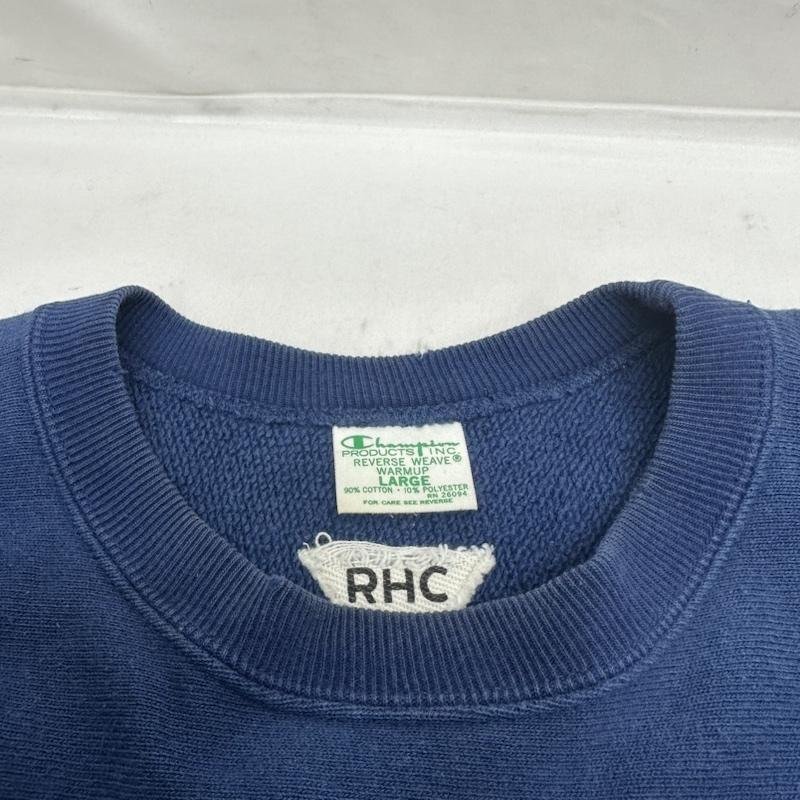 Champion
PRODUCTS INC.
REVERSE WEAVE®
WARMUP
LARGE
90% COTTON • 10% POLYESTER
RN 26094
FOR CARE SEE REVERSE
RHC